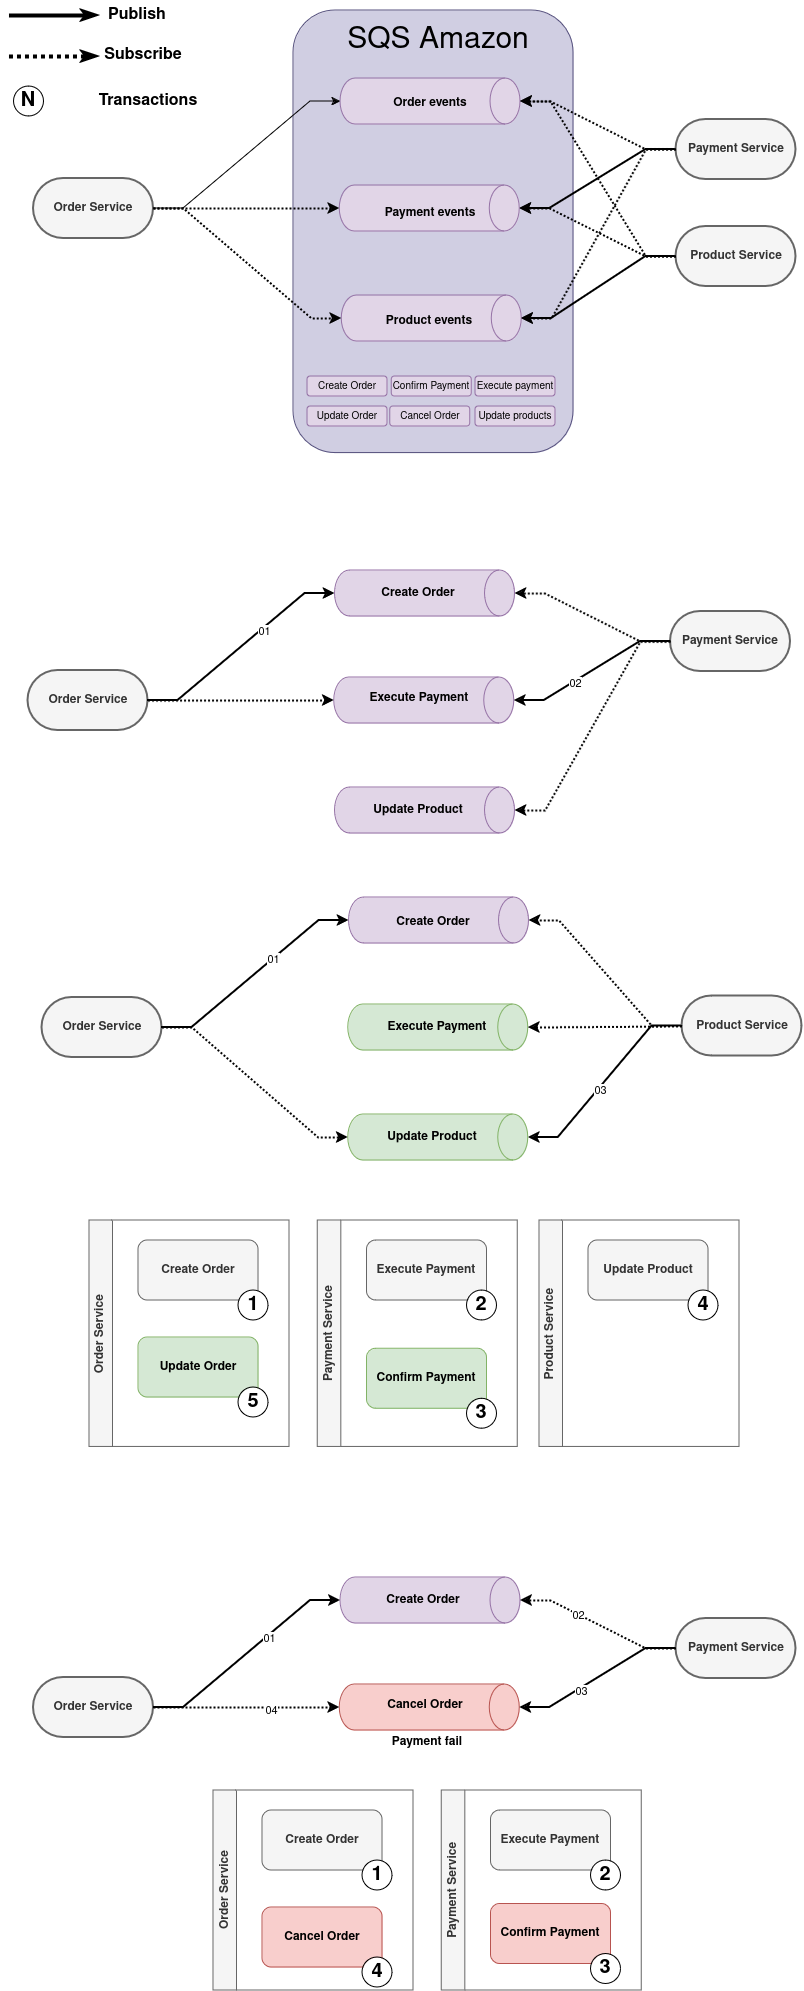 Publish
Subscribe
N
Transactions
SQS Amazon
Order events
Payment Service
Order Service
Payment events
Product Service
Product events
Create Order
Confirm Payment
Execute payment
Update Order
Cancel Order
Update products
Create Order
01
Payment Service
02
Order Service
Execute Payment
Update Product
Create Order
01
Order Service
Execute Payment
Product Service
03
Update Product
Order Service
Create Order
1
Update Order
5
Payment Service
Execute Payment
2
Confirm Payment
3
Product Service
Update Product
4
Create Order
02
01
Payment Service
03
Order Service
04
Cancel Order
Payment fail
Order Service
Create Order
1
Cancel Order
4
Payment Service
Execute Payment
2
Confirm Payment
3